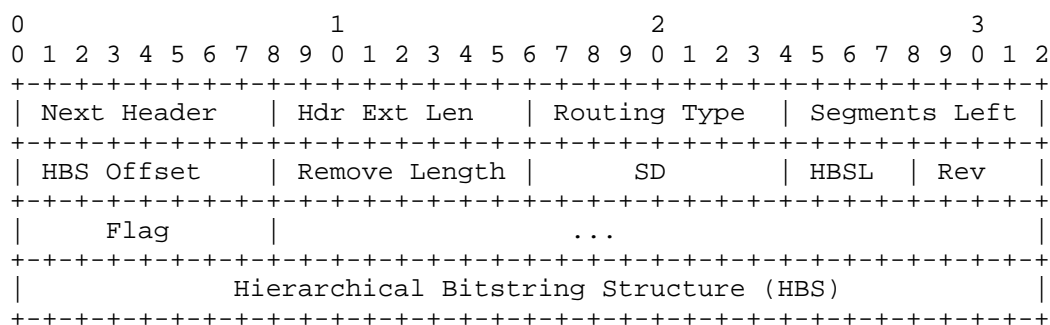 0                   1                   2                   3
0 1 2 3 4 5 6 7 8 9 0 1 2 3 4 5 6 7 8 9 0 1 2 3 4 5 6 7 8 9 0 1 2
+-+-+-+-+-+-+-+-+-+-+-+-+-+-+-+-+-+-+-+-+-+-+-+-+-+-+-+-+-+-+-+-+
| Next Header   | Hdr Ext Len   | Routing Type  | Segments Left |
+-+-+-+-+-+-+-+-+-+-+-+-+-+-+-+-+-+-+-+-+-+-+-+-+-+-+-+-+-+-+-+-+
| HBS Offset    | Remove Length |      SD       | HBSL  | Rev   |
+-+-+-+-+-+-+-+-+-+-+-+-+-+-+-+-+-+-+-+-+-+-+-+-+-+-+-+-+-+-+-+-+
|     Flag      |                  ...                          |
+-+-+-+-+-+-+-+-+-+-+-+-+-+-+-+-+-+-+-+-+-+-+-+-+-+-+-+-+-+-+-+-+
|             Hierarchical Bitstring Structure (HBS)            |
+-+-+-+-+-+-+-+-+-+-+-+-+-+-+-+-+-+-+-+-+-+-+-+-+-+-+-+-+-+-+-+-+